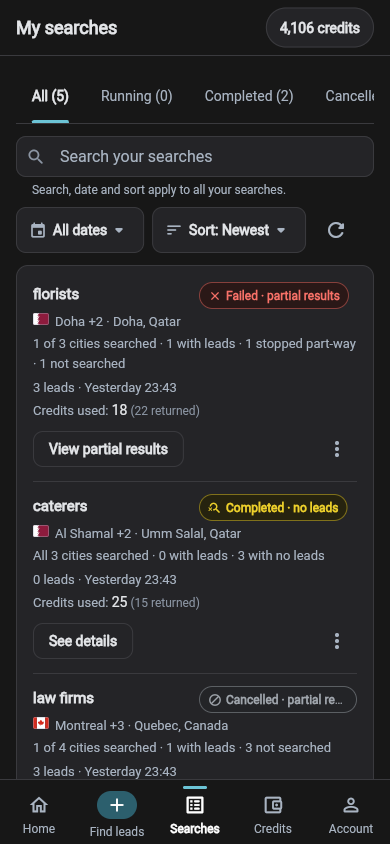 My searches
4,106 credits
All (5)
Running (0)
Completed (2)
Cancelle
Search your searches
Search, date and sort apply to all your searches.
All dates
Sort: Newest
florists
Failed · partial results
Doha +2 · Doha, Qatar
1 of 3 cities searched · 1 with leads · 1 stopped part-way
· 1 not searched
3 leads · Yesterday 23:43
Credits used: 18 (22 returned)
View partial results
caterers
Completed · no leads
Al Shamal +2 · Umm Salal, Qatar
All 3 cities searched · 0 with leads · 3 with no leads
0 leads · Yesterday 23:43
Credits used: 25 (15 returned)
See details
law firms
Cancelled · partial re...
Montreal +3 · Quebec, Canada
1 of 4 cities searched · 1 with leads · 3 not searched
3 leads · Yesterday 23:43
Home
Find leads
Searches
Credits
Account